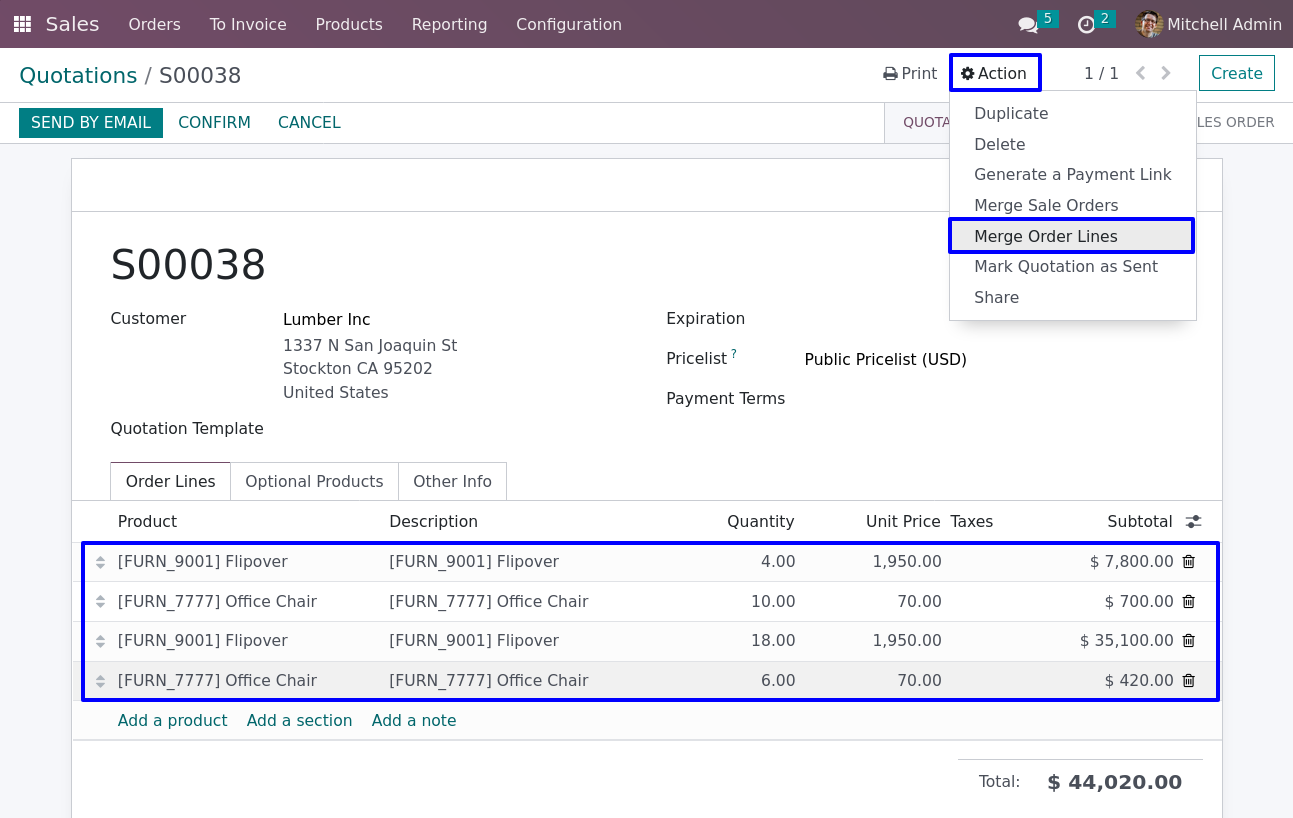 Sales Orders To Invoice Products Reporting Configuration 5 2 Mitchell Admin
Quotations / S00038 Print Action 1 / 1 Create
SEND BY EMAIL CONFIRM CANCEL QUOTA LES ORDER
Duplicate
Delete
Generate a Payment Link
Merge Sale Orders
Merge Order Lines
Mark Quotation as Sent
Share
S00038
Customer Lumber Inc Expiration
1337 N San Joaquin St
Stockton CA 95202
United States
Pricelist ? Public Pricelist (USD)
Payment Terms
Quotation Template
Order Lines Optional Products Other Info
Product Description Quantity Unit Price Taxes Subtotal
[FURN_9001] Flipover [FURN_9001] Flipover 4.00 1,950.00 $ 7,800.00
[FURN_7777] Office Chair [FURN_7777] Office Chair 10.00 70.00 $ 700.00
[FURN_9001] Flipover [FURN_9001] Flipover 18.00 1,950.00 $ 35,100.00
[FURN_7777] Office Chair [FURN_7777] Office Chair 6.00 70.00 $ 420.00
Add a product Add a section Add a note
Total: $ 44,020.00